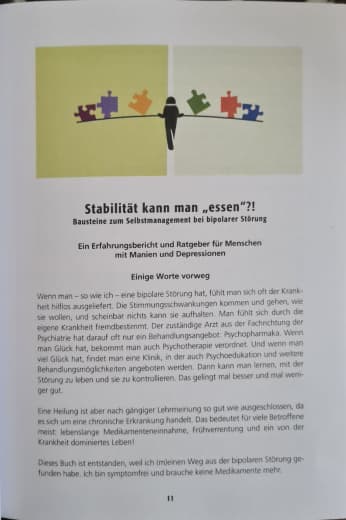 Stabilität kann man „essen“?!
Bausteine zum Selbstmanagement bei bipolarer Störung
Ein Erfahrungsbericht und Ratgeber für Menschen
mit Manien und Depressionen
Einige Worte vorweg
Wenn man – so wie ich – eine bipolare Störung hat, fühlt man sich oft der Krank-
heit hilflos ausgeliefert. Die Stimmungsschwankungen kommen und gehen, wie
sie wollen, und scheinbar nichts kann sie aufhalten. Man fühlt sich durch die
eigene Krankheit fremdbestimmt. Der zuständige Arzt aus der Fachrichtung der
Psychiatrie hat darauf oft nur ein Behandlungsangebot: Psychopharmaka. Und wenn
man Glück hat, bekommt man auch Psychotherapie verordnet. Und wenn man
viel Glück hat, findet man eine Klinik, in der auch Psychoedukation und weitere
Behandlungsmöglichkeiten angeboten werden. Dann kann man lernen, mit der
Störung zu leben und sie zu kontrollieren. Das gelingt mal besser und mal weni-
ger gut.
Eine Heilung ist aber nach gängiger Lehrmeinung so gut wie ausgeschlossen, da
es sich um eine chronische Erkrankung handelt. Das bedeutet für viele Betroffene
meist: lebenslange Medikamenteneinnahme, Frühverrentung und ein von der
Krankheit dominiertes Leben!
Dieses Buch ist entstanden, weil ich (m)einen Weg aus der bipolaren Störung ge-
funden habe. Ich bin symptomfrei und brauche keine Medikamente mehr.
11